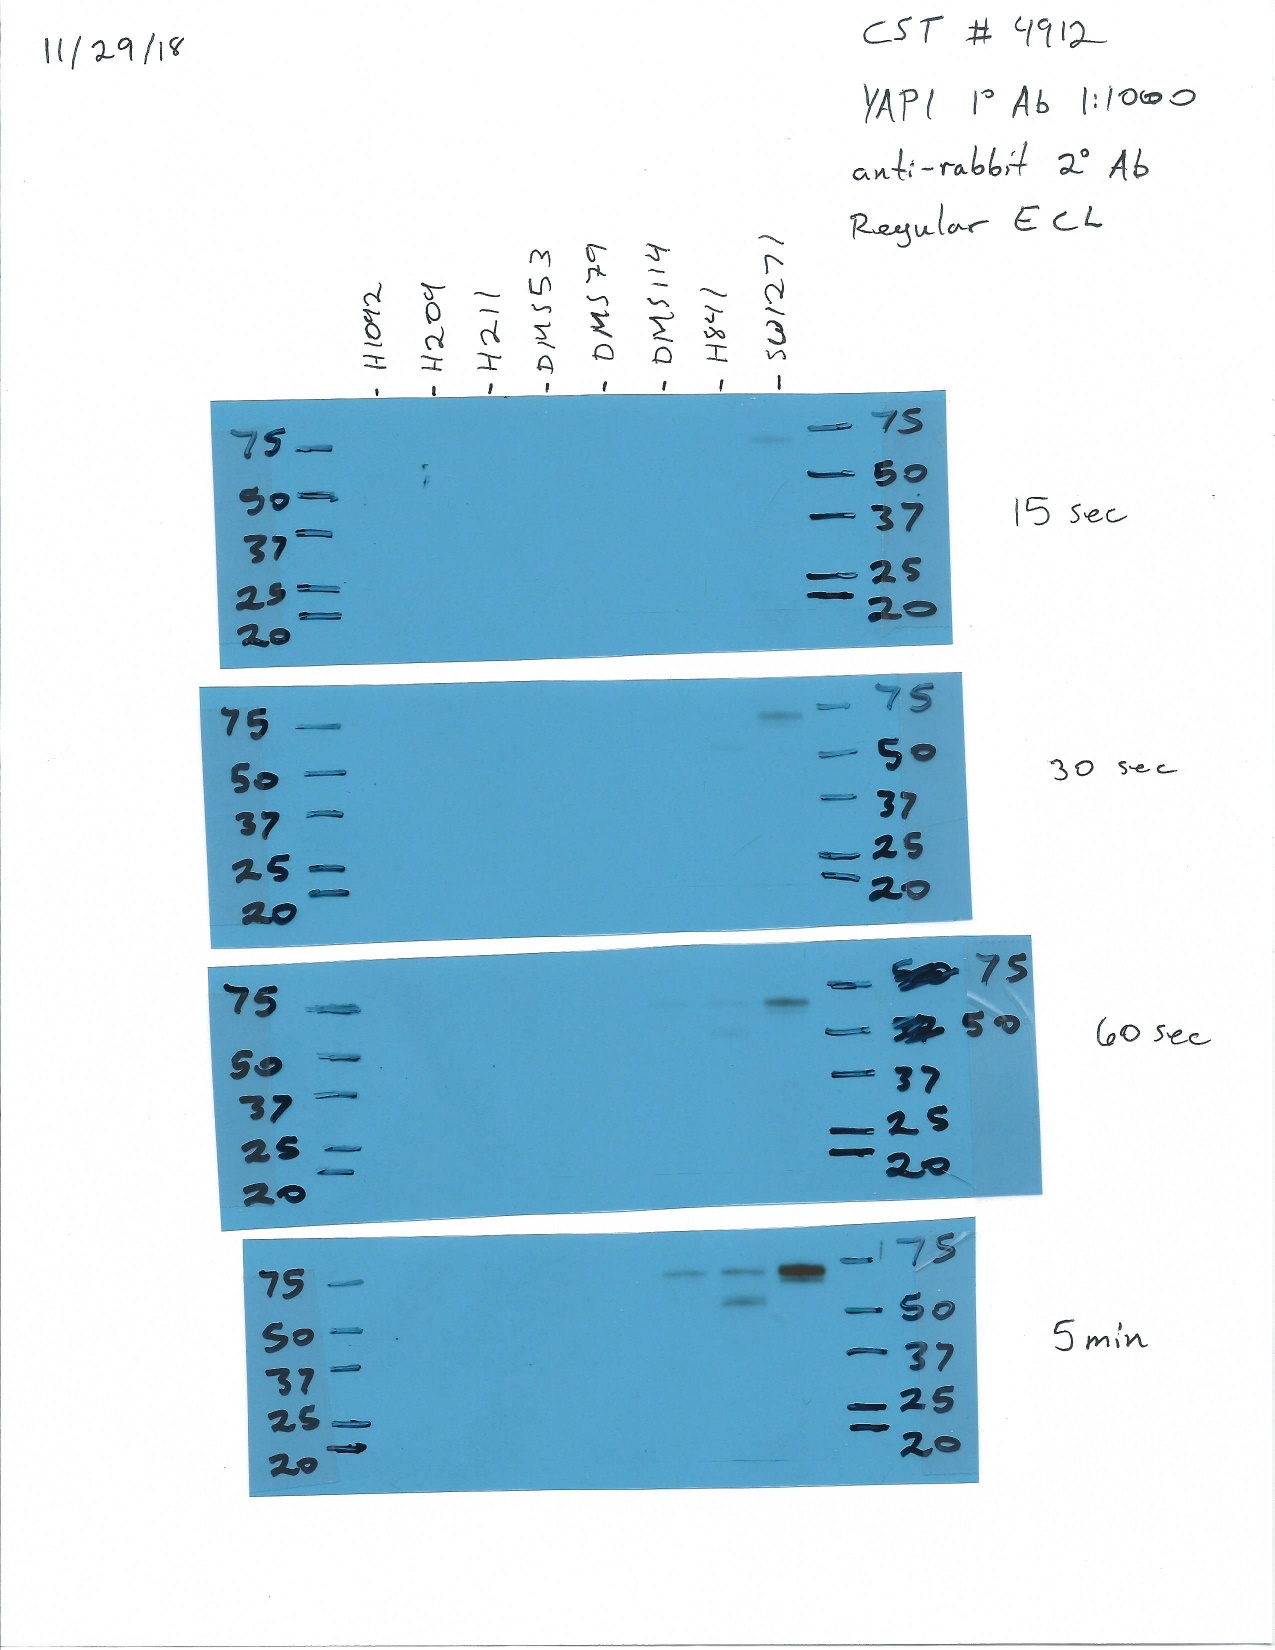 11/29/18
CST # 4912
YAP1 1° Ab 1:1000
anti-rabbit 2° Ab
Regular ECL
- H1092
- H209
- H211
- DMS53
- DMS79
- DMS114
- H841
- SW1271
75 75
50 50
37 37
25 25
20 20
15 sec
75 75
50 50
37 37
25 25
20 20
30 sec
75 75
50 50
37 37
25 25
20 20
60 sec
75 75
50 50
37 37
25 25
20 20
5 min